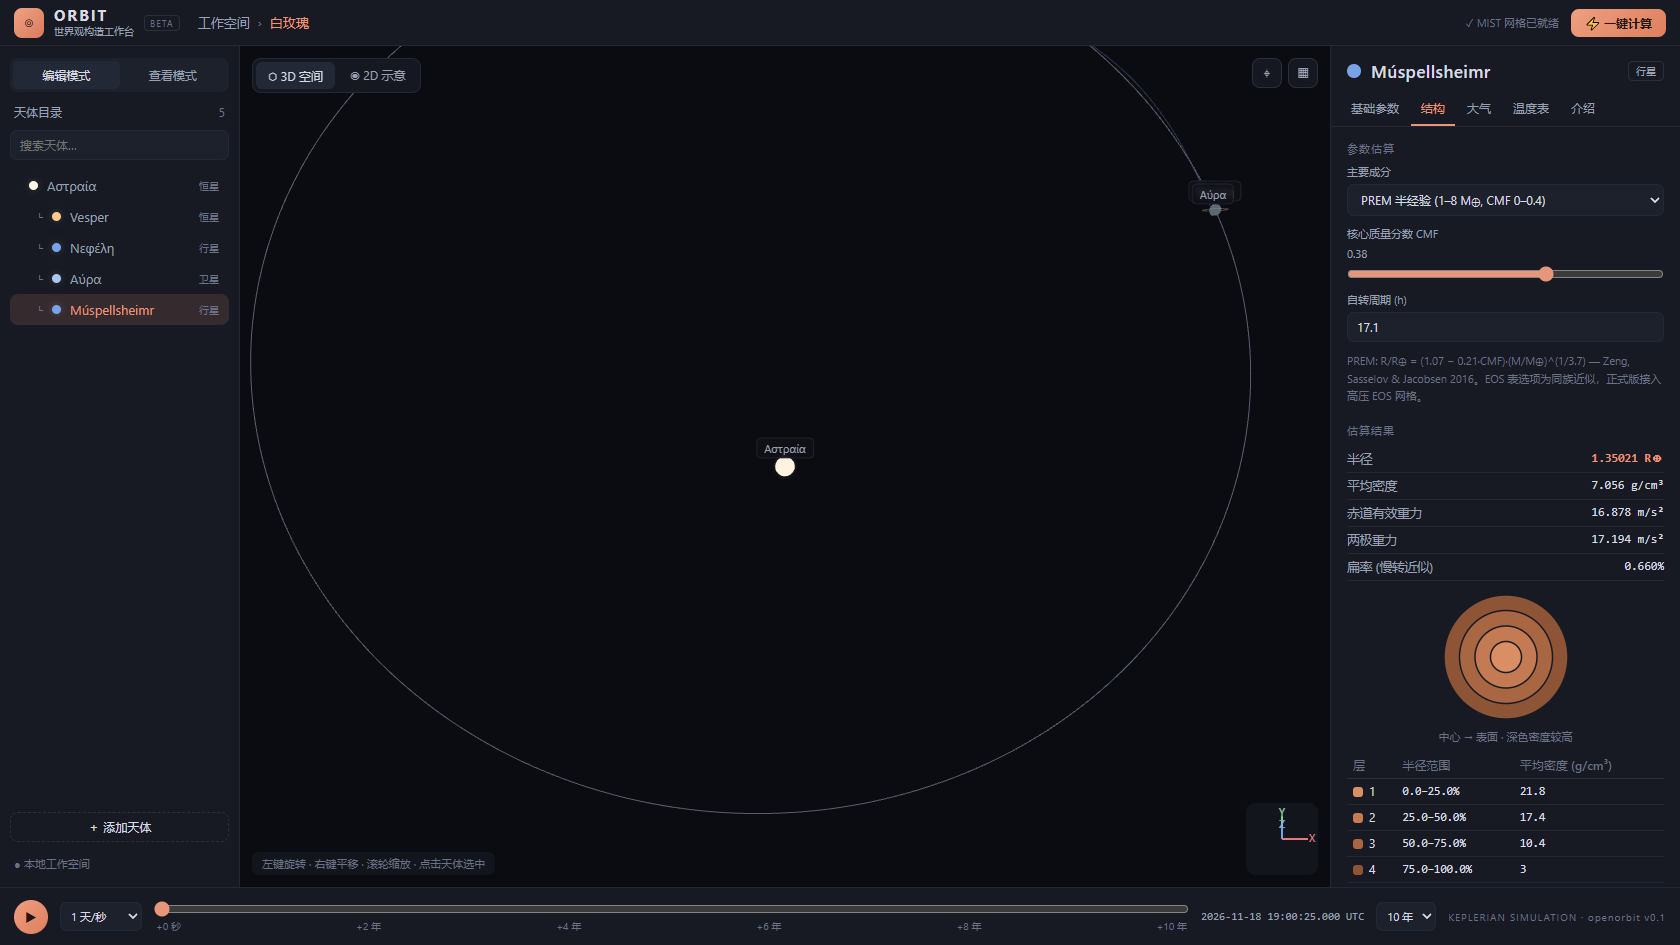 ORBIT
世界观构造工作台
BETA
工作空间 › 白玫瑰
✓ MIST 网格已就绪
⚡一键计算
编辑模式
查看模式
天体目录
5
搜索天体...
Αστραία 恒星
└ Vesper 恒星
└ Νεφέλη 行星
└ Αύρα 卫星
└ Múspellsheimr 行星
+ 添加天体
本地工作空间
3D 空间
2D 示意
Αύρα
Αστραία
Y
Z
X
左键旋转 · 右键平移 · 滚轮缩放 · 点击天体选中
Múspellsheimr
行星
基础参数
结构
大气
温度表
介绍
参数估算
主要成分
PREM 半经验 (1–8 M⊕, CMF 0–0.4)
核心质量分数 CMF
0.38
自转周期 (h)
17.1
PREM: R/R⊕ = (1.07 − 0.21·CMF)·(M/M⊕)^(1/3.7) — Zeng,
Sasselov & Jacobsen 2016。EOS 表选项为同族近似，正式版接入
高压 EOS 网格。
估算结果
半径 1.35021 R⊕
平均密度 7.056 g/cm³
赤道有效重力 16.878 m/s²
两极重力 17.194 m/s²
扁率 (慢转近似) 0.660%
中心 → 表面 · 深色密度较高
层 半径范围 平均密度 (g/cm³)
1 0.0–25.0% 21.8
2 25.0–50.0% 17.4
3 50.0–75.0% 10.4
4 75.0–100.0% 3
1 天/秒
+0 秒
+2 年
+4 年
+6 年
+8 年
+10 年
2026-11-18 19:00:25.000 UTC
10 年
KEPLERIAN SIMULATION · openorbit v0.1